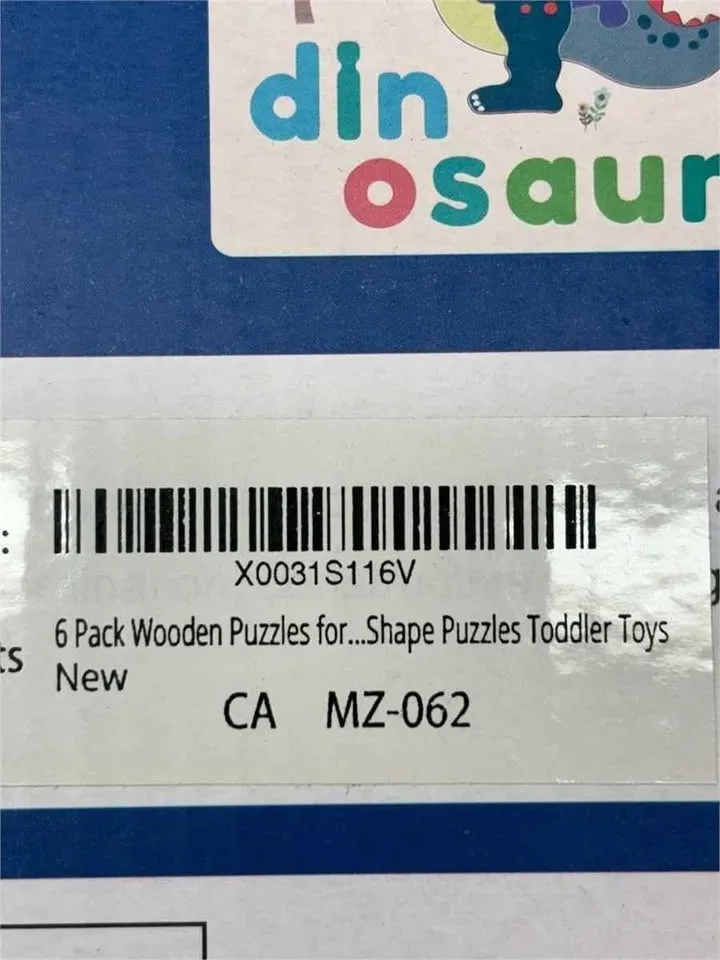 din
osaur
X0031S116V
6 Pack Wooden Puzzles for...Shape Puzzles Toddler Toys
New
CA MZ-062